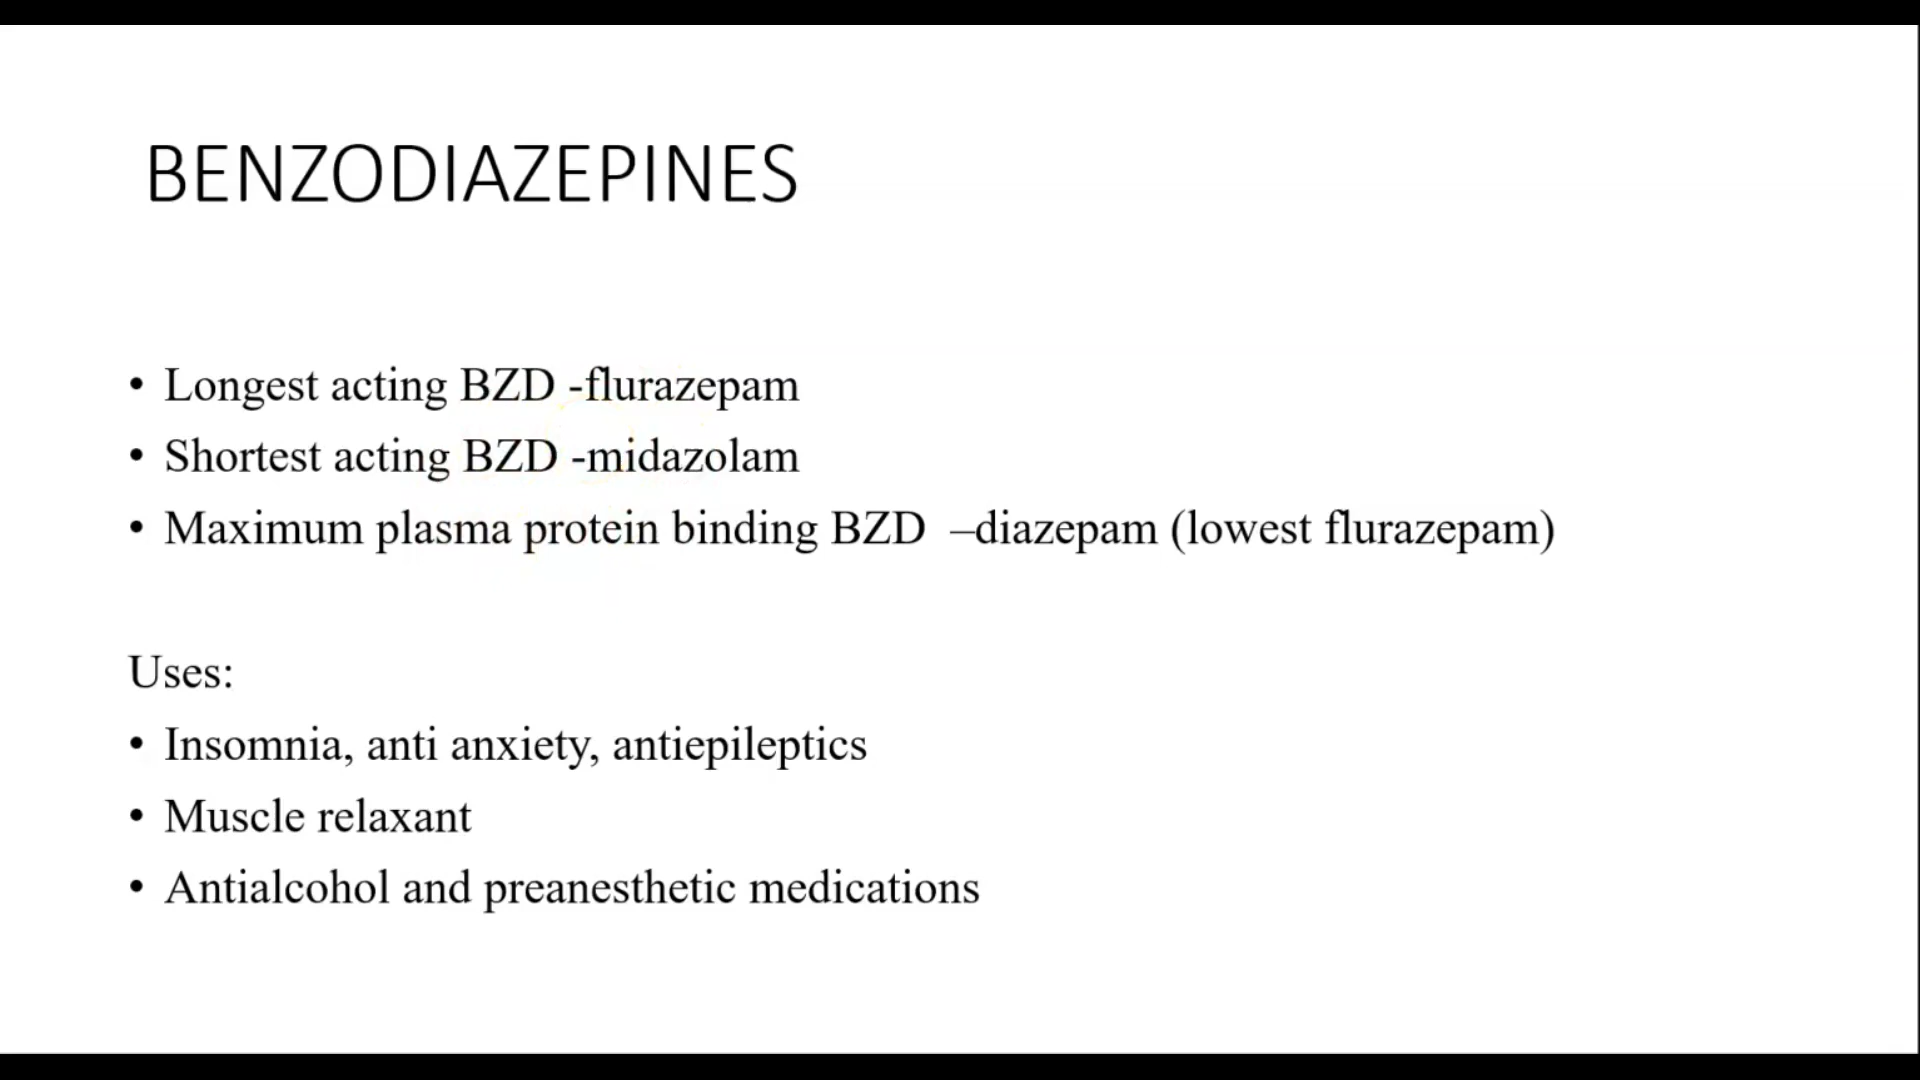 BENZODIAZEPINES
• Longest acting BZD -flurazepam
• Shortest acting BZD -midazolam
• Maximum plasma protein binding BZD –diazepam (lowest flurazepam)
Uses:
• Insomnia, anti anxiety, antiepileptics
• Muscle relaxant
• Antialcohol and preanesthetic medications